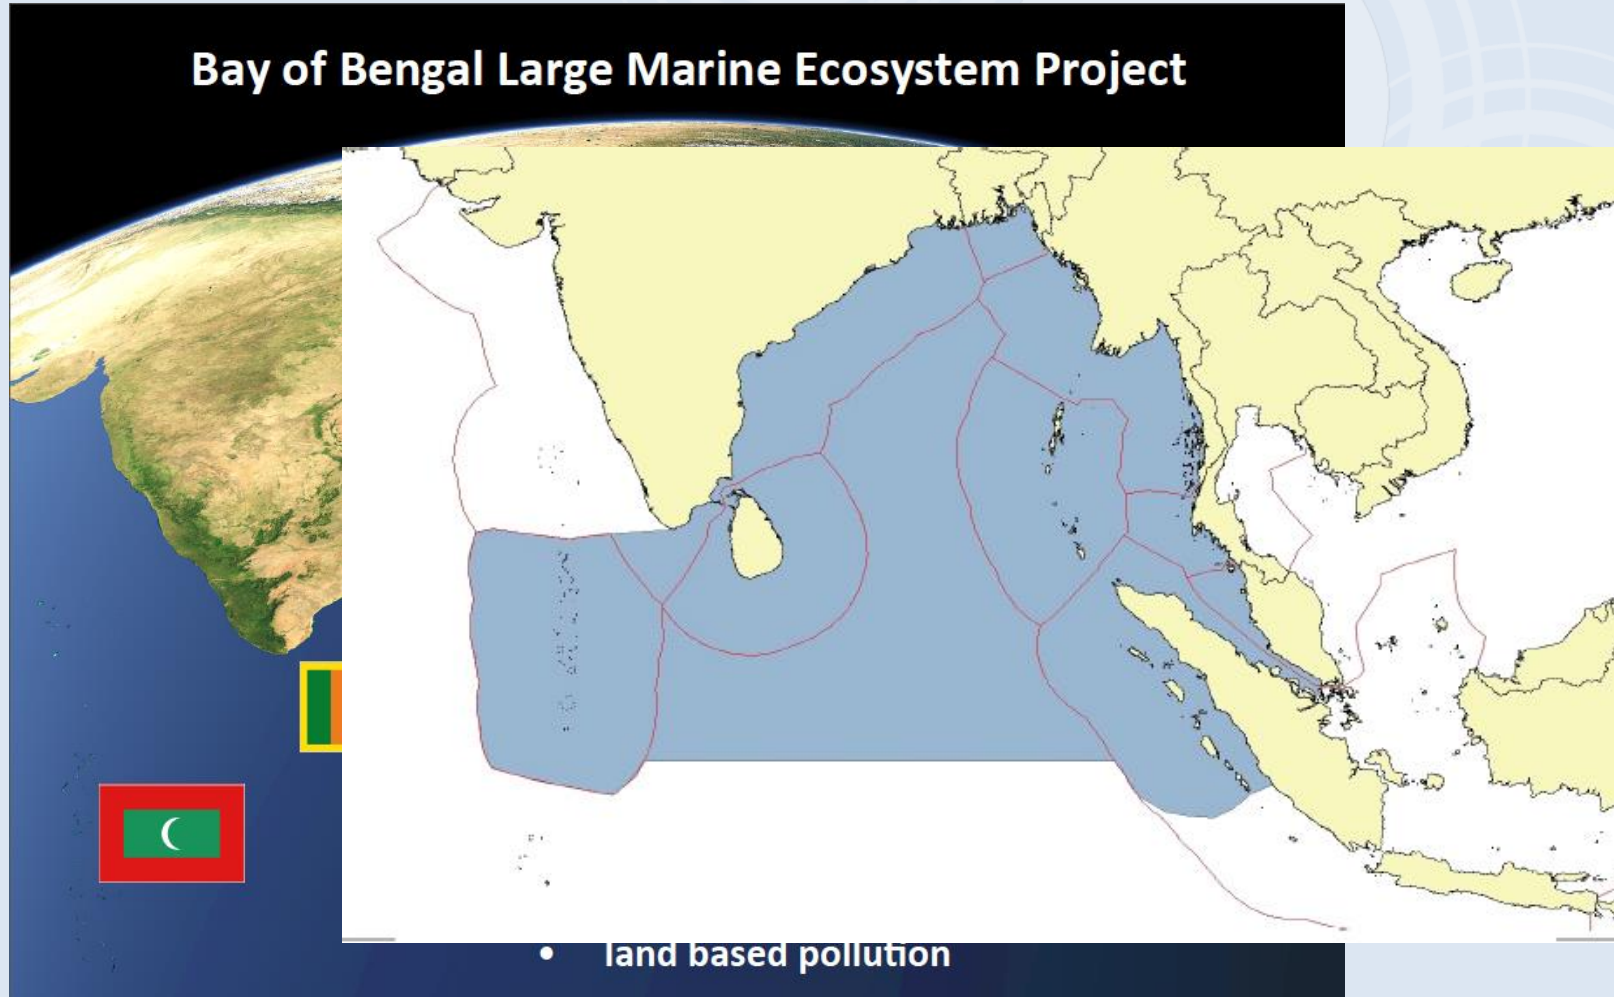 Bay of Bengal Large Marine Ecosystem Project
• land based pollution